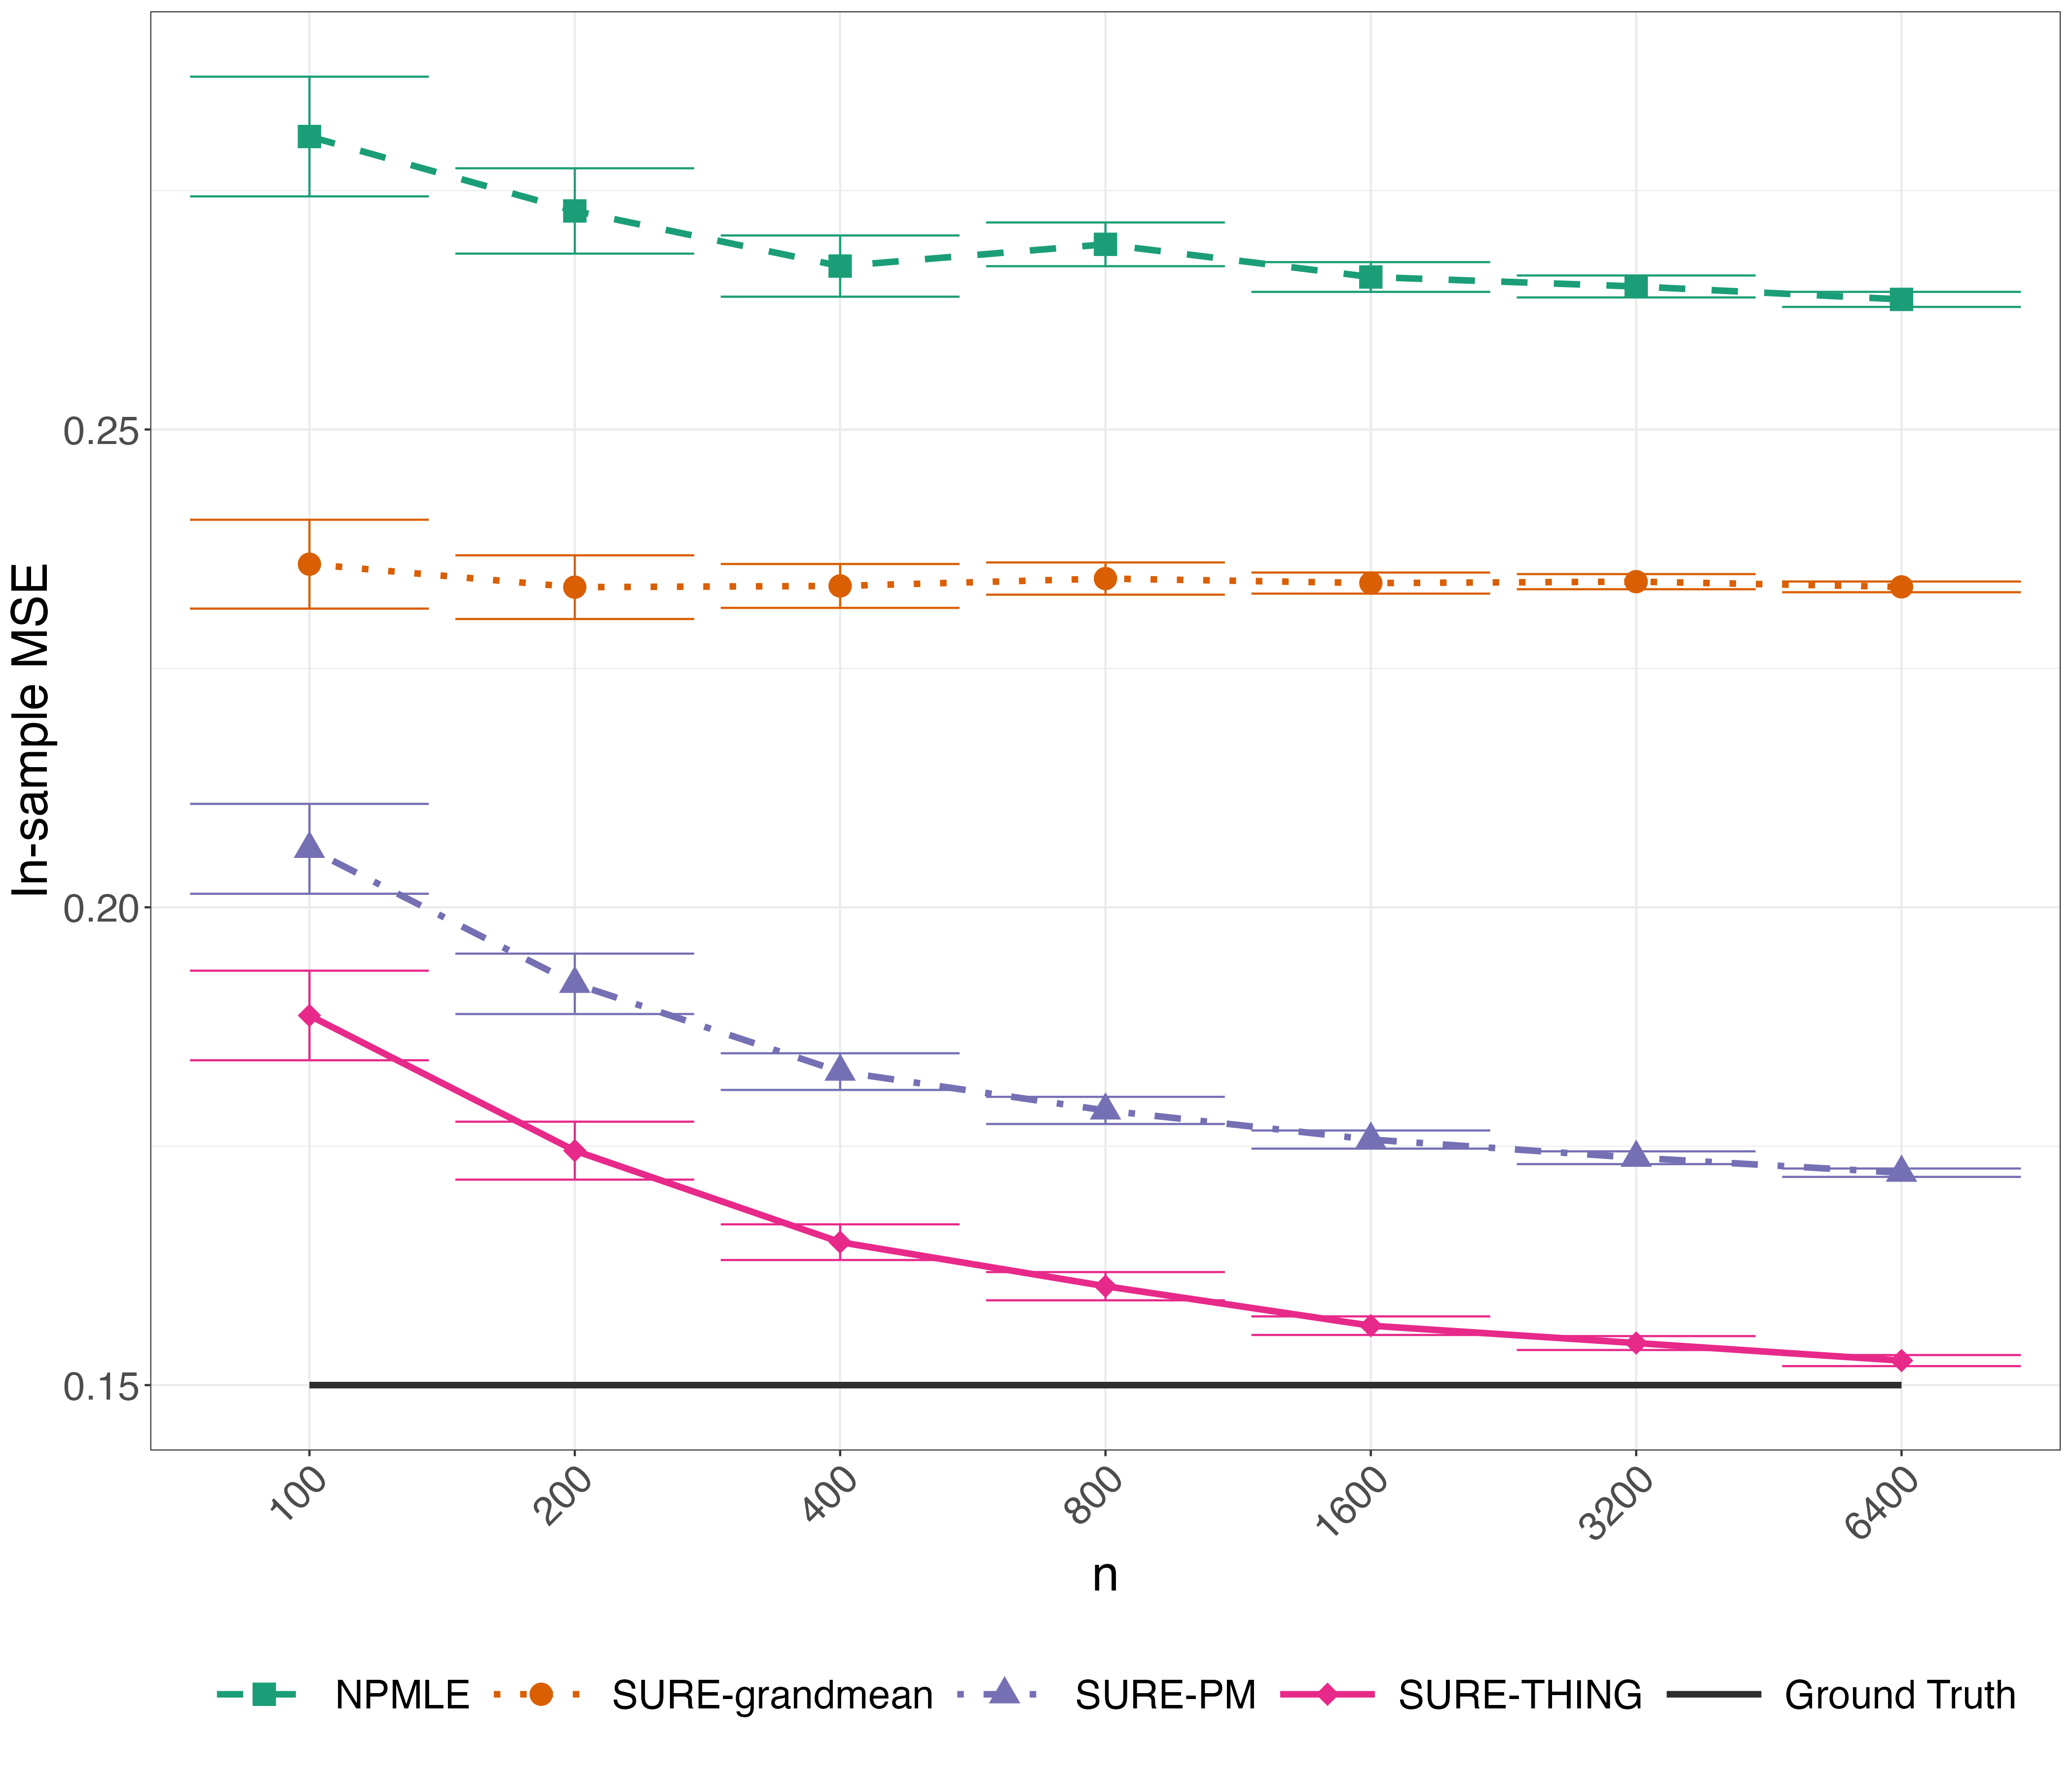 In-sample MSE
0.25
0.20
0.15
100
200
400
800
1600
3200
6400
n
NPMLE
SURE-grandmean
SURE-PM
SURE-THING
Ground Truth